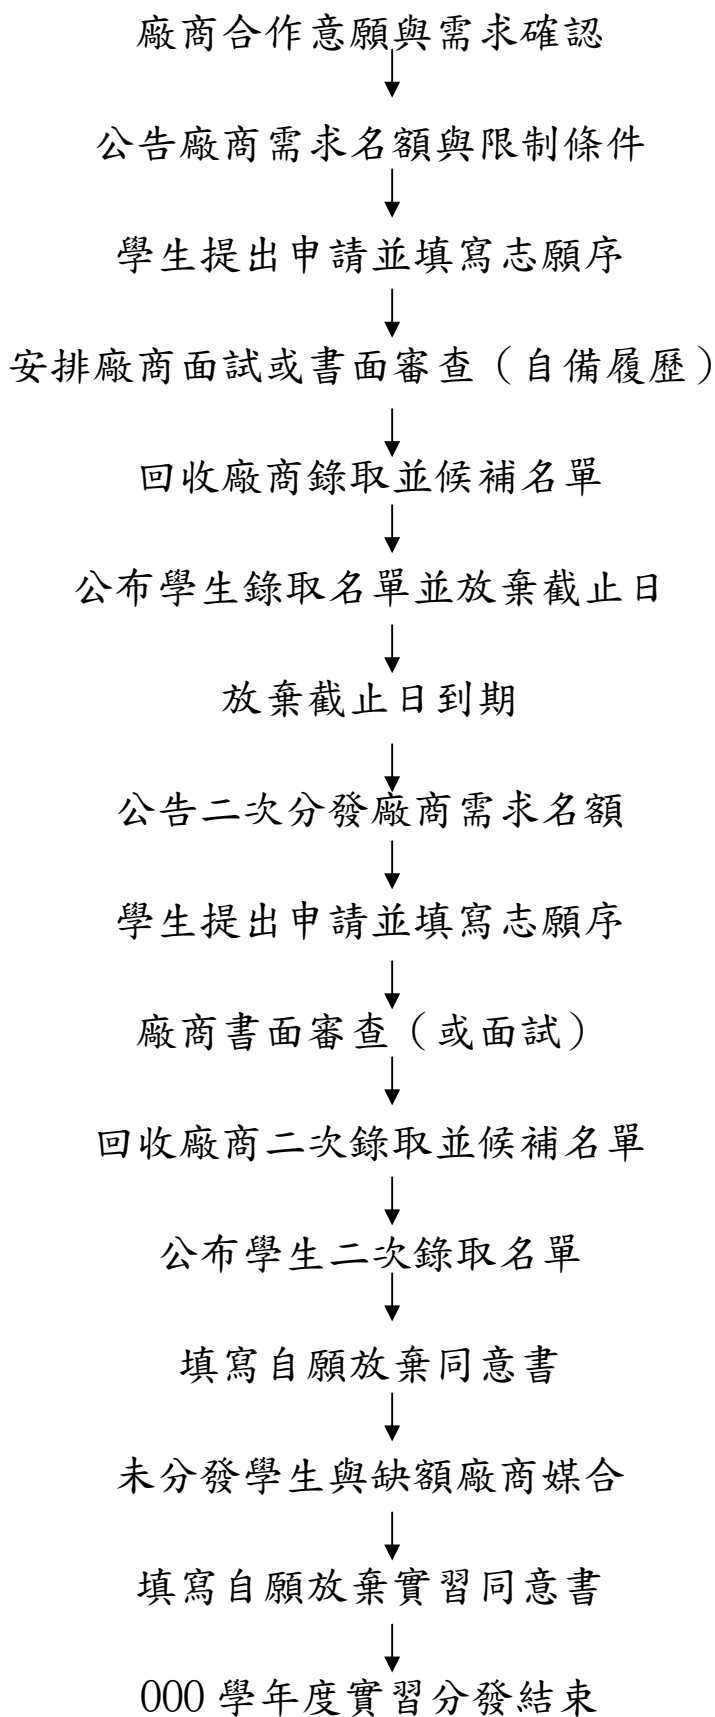 廠商合作意願與需求確認
公告廠商需求名額與限制條件
學生提出申請並填寫志願序
安排廠商面試或書面審查（自備履歷）
回收廠商錄取並候補名單
公布學生錄取名單並放棄截止日
放棄截止日到期
公告二次分發廠商需求名額
學生提出申請並填寫志願序
廠商書面審查（或面試）
回收廠商二次錄取並候補名單
公布學生二次錄取名單
填寫自願放棄同意書
未分發學生與缺額廠商媒合
填寫自願放棄實習同意書
000 學年度實習分發結束